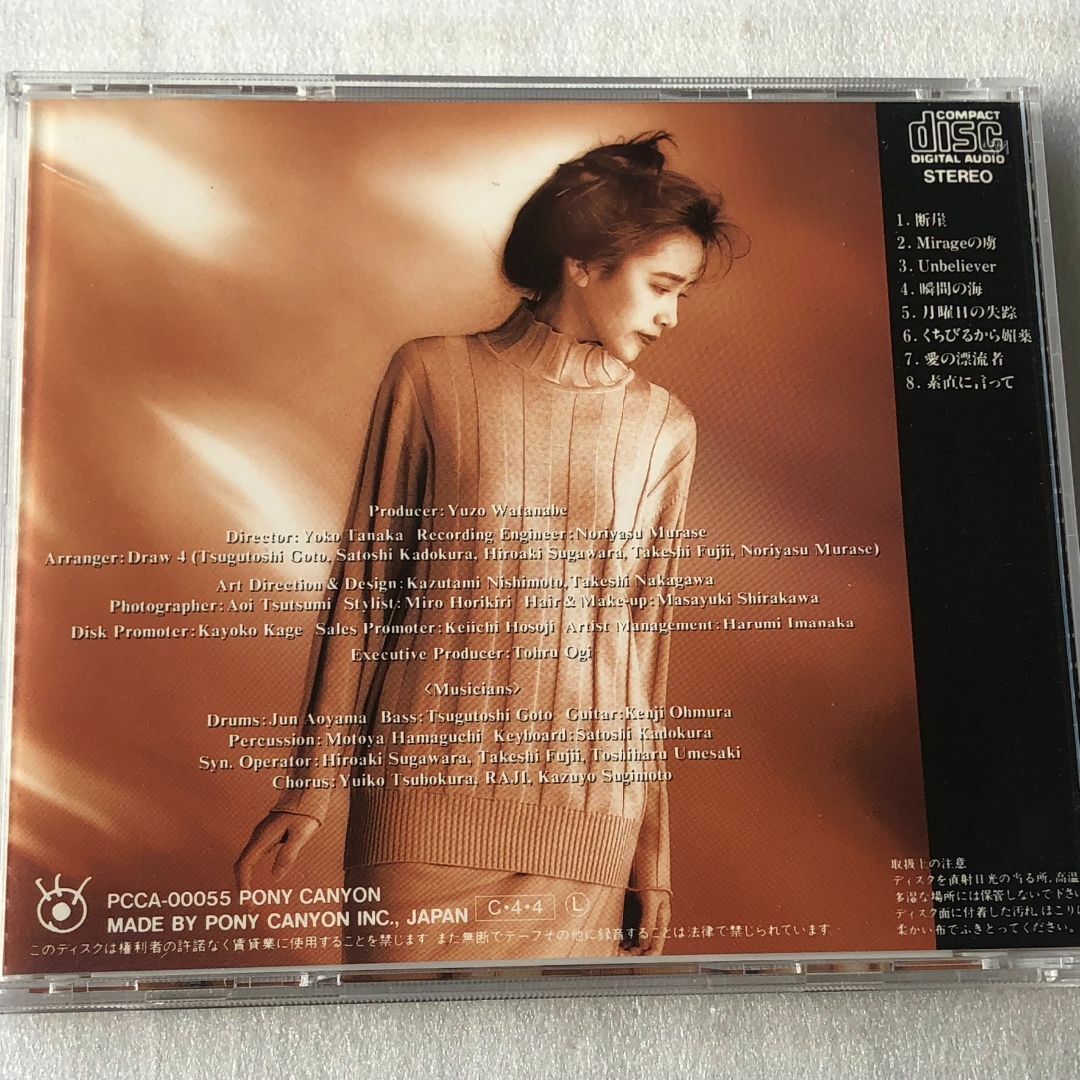 COMPACT
disc
DIGITAL AUDIO
STEREO
1. 断崖
2. Mirageの虜
3. Unbeliever
4. 瞬間の海
5. 月曜日の失踪
6. くちびるから媚薬
7. 愛の漂流者
8. 素直に言って
Producer:Yuzo Watanabe
Director:Yoko Tanaka Recording Engineer:Noriyasu Murase
Arranger:Draw 4 (Tsugutoshi Goto, Satoshi Kadokura, Hiroaki Sugawara, Takeshi Fujii, Noriyasu Murase)
Art Direction & Design:Kazutami Nishimoto, Takeshi Nakagawa
Photographer:Aoi Tsutsumi Stylist:Miro Horikiri Hair & Make-up:Masayuki Shirakawa
Disk Promoter:Kayoko Kage Sales Promoter:Keiichi Hosoji Artist Management:Harumi Imanaka
Executive Producer:Tohru Ogi
〈Musicians〉
Drums:Jun Aoyama Bass:Tsugutoshi Goto Guitar:Kenji Ohmura
Percussion:Motoya Hamaguchi Keyboard:Satoshi Kadokura
Syn. Operator:Hiroaki Sugawara, Takeshi Fujii, Toshiharu Umesaki
Chorus:Yuiko Tsubokura, RAJI, Kazuyo Sugimoto
PCCA-00055 PONY CANYON
MADE BY PONY CANYON INC., JAPAN C・4・4 Ⓛ
このディスクは権利者の許諾なく賃貸業に使用することを禁じます また無断でテープその他に録音することは法律で禁じられています
取扱上の注意
ディスクを直射日光の当る所、高温
多湿な場所には保管しないで下さい
ディスク面に付着した汚れ、ほこりは
柔かい布でふきとってください。